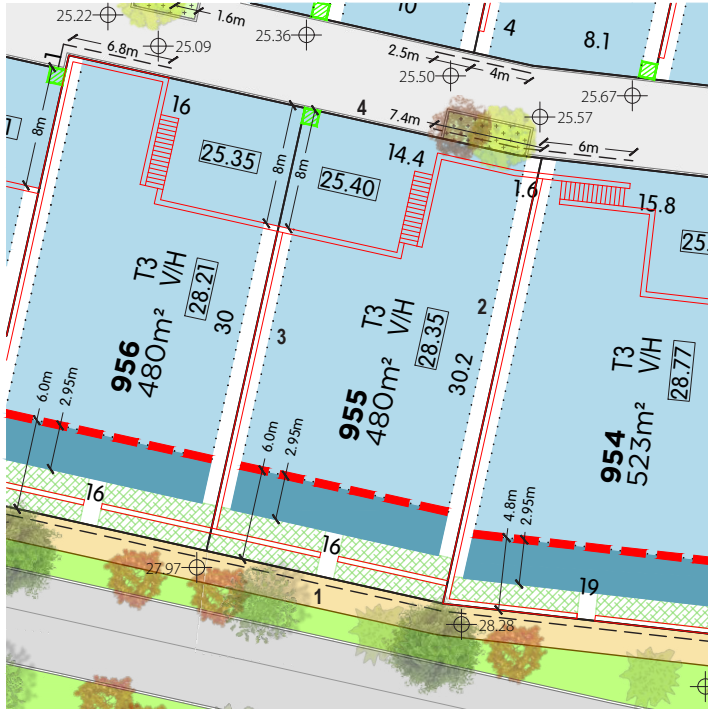 25.22
1.6m
25.09
6.8m
25.36
10
4
8.1
2.5m
4m
25.50
25.67
25.57
8m
16
25.35
8m
8m
4
25.40
14.4
7.4m
6m
1.6
15.8
T3
V/H
28.21
30
956
480m²
3
T3
V/H
28.35
30.2
955
480m²
2
T3
V/H
28.77
954
523m²
6.0m
2.95m
16
6.0m
2.95m
16
4.8m
2.95m
19
27.97
1
28.28